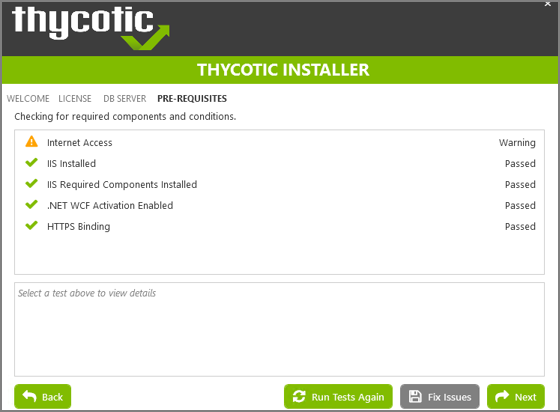 thycotic
THYCOTIC INSTALLER
WELCOME LICENSE DB SERVER PRE-REQUISITES
Checking for required components and conditions.
Internet Access Warning
IIS Installed Passed
IIS Required Components Installed Passed
.NET WCF Activation Enabled Passed
HTTPS Binding Passed
Select a test above to view details
Back Run Tests Again Fix Issues Next